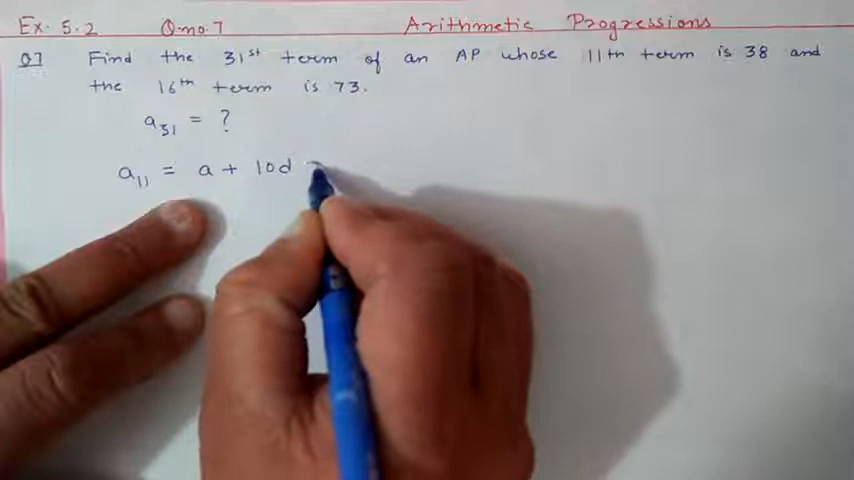 Ex. 5.2 Q.no.7 Arithmetic Progressions
Q7 Find the 31st term of an AP whose 11th term is 38 and
the 16th term is 73.
a31 = ?
a11 = a + 10d